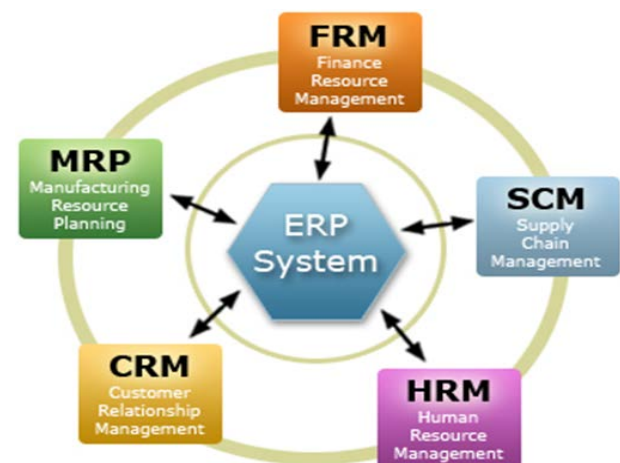 FRM
Finance
Resource
Management
MRP
Manufacturing
Resource
Planning
ERP
System
SCM
Supply
Chain
Management
CRM
Customer
Relationship
Management
HRM
Human
Resource
Management